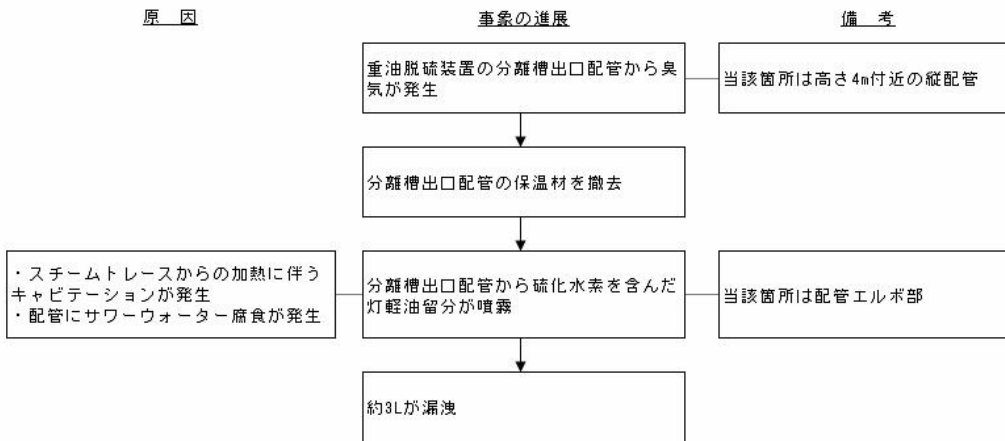 原　因
事象の進展
備　考
重油脱硫装置の分離槽出口配管から臭
気が発生
当該箇所は高さ4m付近の縦配管
分離槽出口配管の保温材を撤去
・スチームトレースからの加熱に伴う
キャビテーションが発生
・配管にサワーウォーター腐食が発生
分離槽出口配管から硫化水素を含んだ
灯軽油留分が噴霧
当該箇所は配管エルボ部
約3Lが漏洩